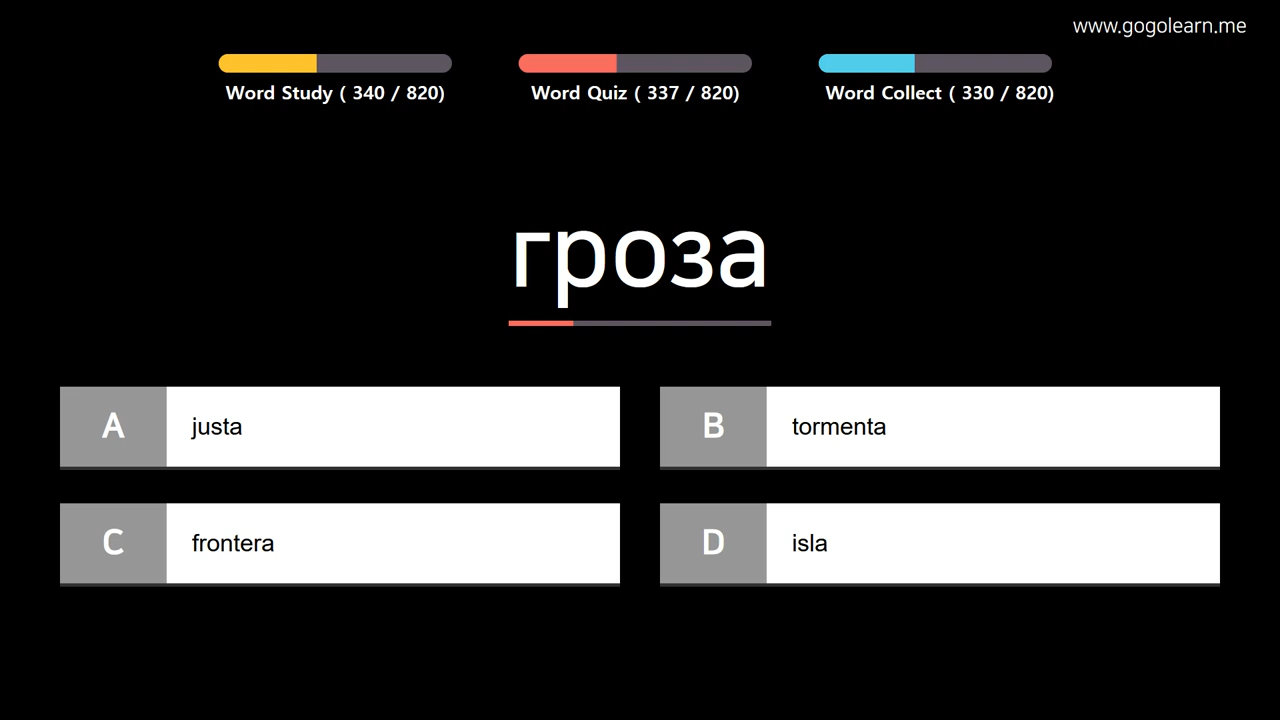 www.gogolearn.me
Word Study ( 340 / 820)
Word Quiz ( 337 / 820)
Word Collect ( 330 / 820)
гроза
A
justa
B
tormenta
C
frontera
D
isla